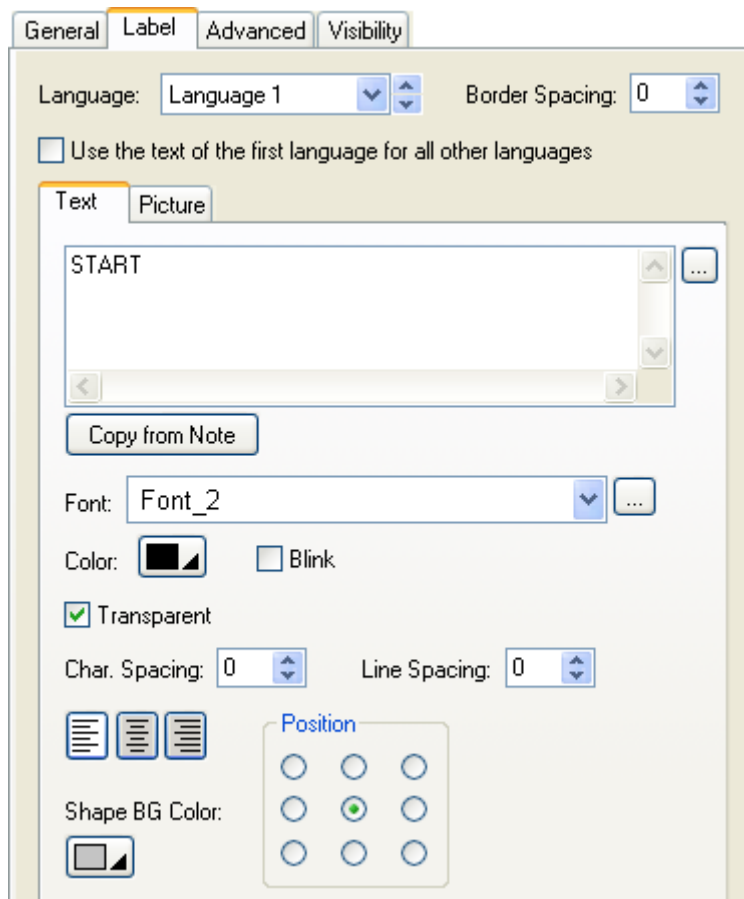 General Label Advanced Visibility
Language: Language 1 Border Spacing: 0
Use the text of the first language for all other languages
Text Picture
START
...
Copy from Note
Font: Font_2 ...
Color: Blink
Transparent
Char. Spacing: 0 Line Spacing: 0
Position
Shape BG Color: